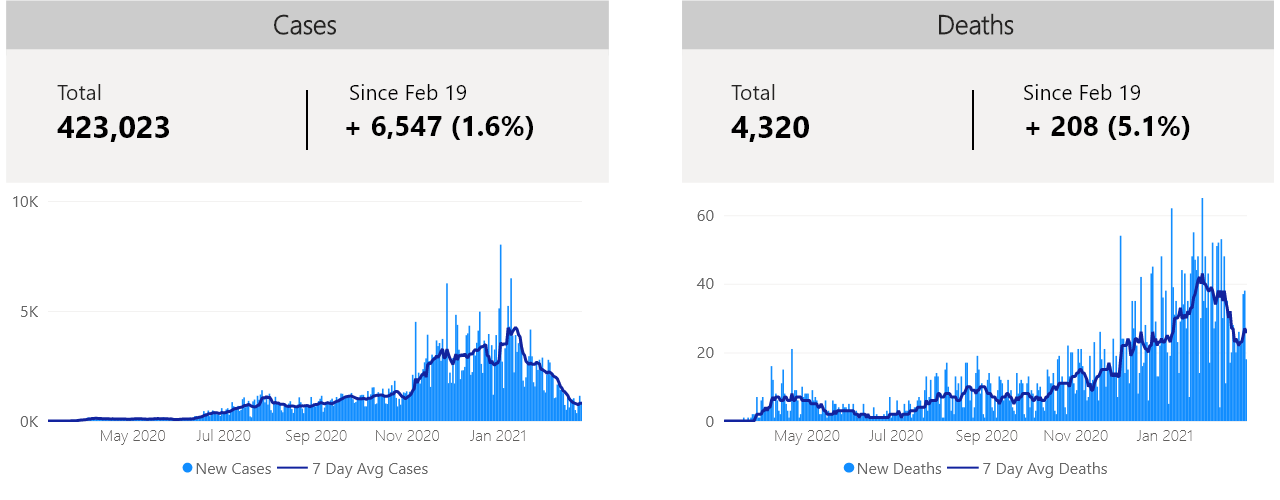 Cases
Total
Since Feb 19
423,023
+ 6,547 (1.6%)
10K
5K
0K
May 2020
Jul 2020
Sep 2020
Nov 2020
Jan 2021
New Cases
7 Day Avg Cases
Deaths
Total
Since Feb 19
4,320
+ 208 (5.1%)
60
40
20
0
May 2020
Jul 2020
Sep 2020
Nov 2020
Jan 2021
New Deaths
7 Day Avg Deaths